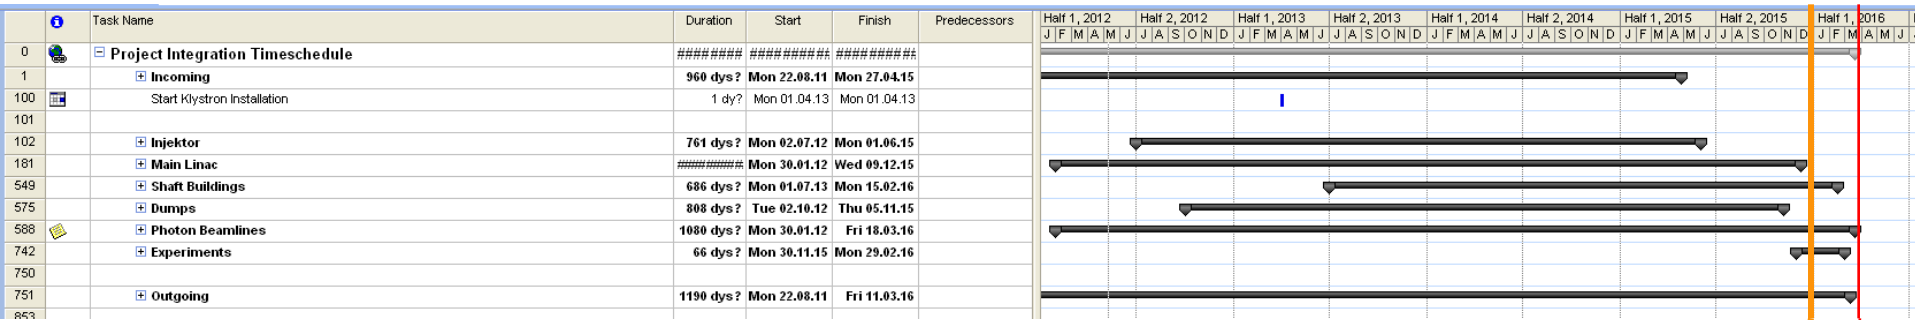 Task Name Duration Start Finish Predecessors Half 1, 2012 Half 2, 2012 Half 1, 2013 Half 2, 2013 Half 1, 2014 Half 2, 2014 Half 1, 2015 Half 2, 2015 Half 1, 2016
J F M A M J J A S O N D J F M A M J J A S O N D J F M A M J J A S O N D J F M A M J J A S O N D J F M A M J
0 Project Integration Timeschedule ######## ########## ##########
1 Incoming 960 dys? Mon 22.08.11 Mon 27.04.15
100 Start Klystron Installation 1 dy? Mon 01.04.13 Mon 01.04.13
101
102 Injektor 761 dys? Mon 02.07.12 Mon 01.06.15
181 Main Linac ######### Mon 30.01.12 Wed 09.12.15
549 Shaft Buildings 686 dys? Mon 01.07.13 Mon 15.02.16
575 Dumps 808 dys? Tue 02.10.12 Thu 05.11.15
588 Photon Beamlines 1080 dys? Mon 30.01.12 Fri 18.03.16
742 Experiments 66 dys? Mon 30.11.15 Mon 29.02.16
750
751 Outgoing 1190 dys? Mon 22.08.11 Fri 11.03.16
853